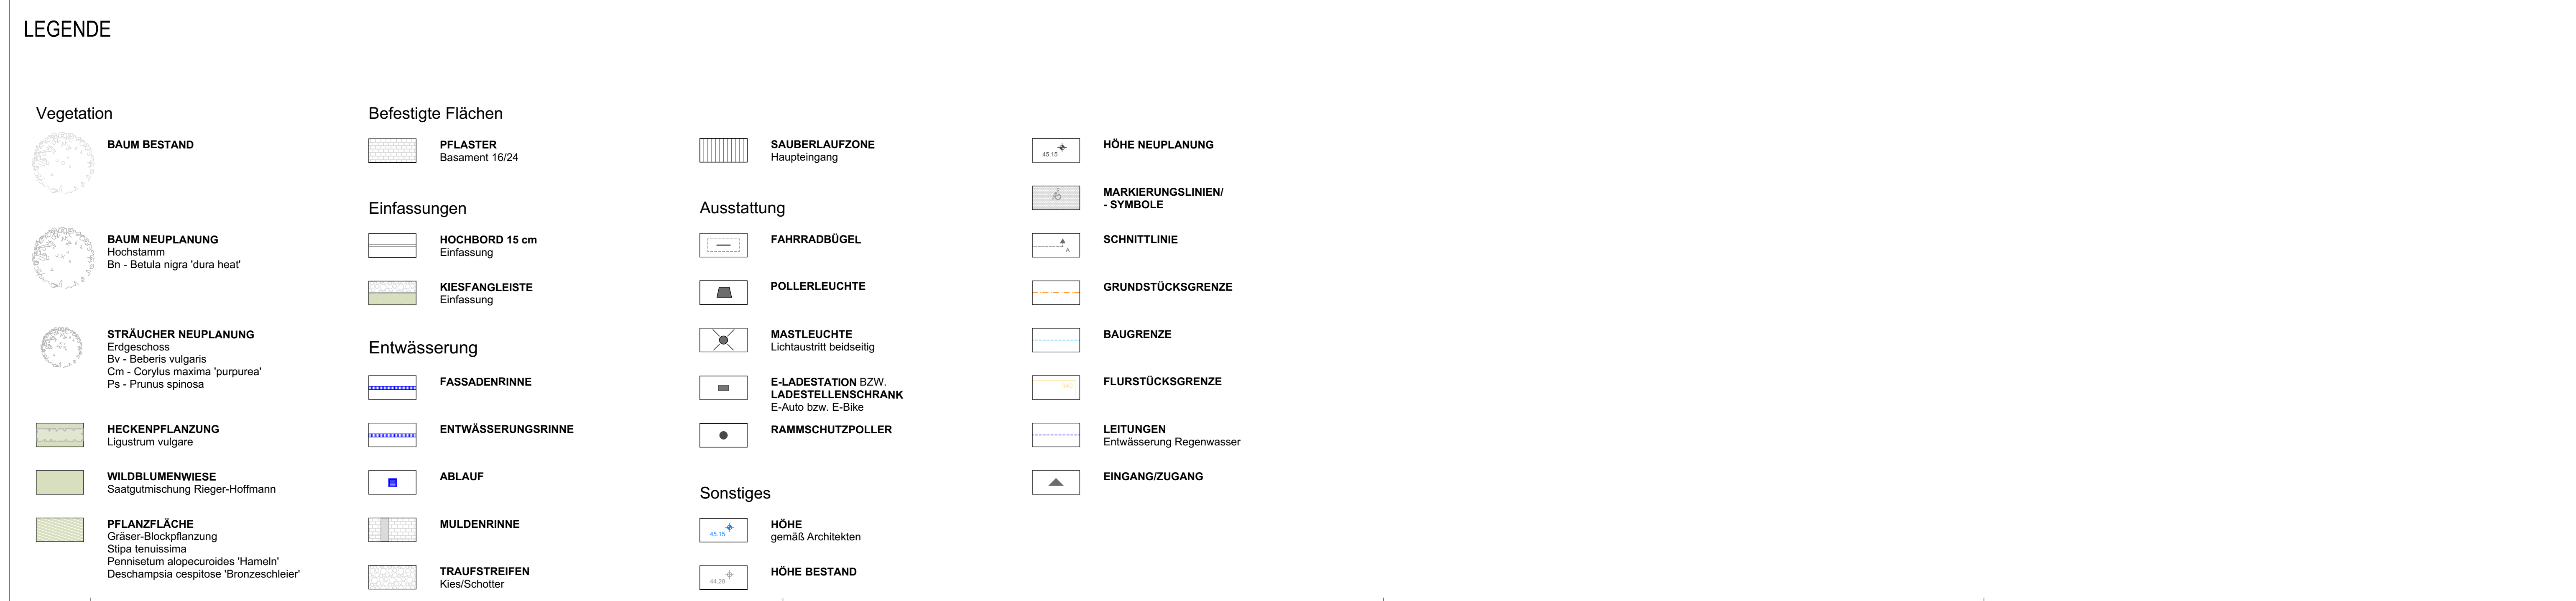 LEGENDE
Vegetation
BAUM BESTAND
BAUM NEUPLANUNG
Hochstamm
Bn - Betula nigra 'dura heat'
STRÄUCHER NEUPLANUNG
Erdgeschoss
Bv - Beberis vulgaris
Cm - Corylus maxima 'purpurea'
Ps - Prunus spinosa
HECKENPFLANZUNG
Ligustrum vulgare
WILDBLUMENWIESE
Saatgutmischung Rieger-Hoffmann
PFLANZFLÄCHE
Gräser-Blockpflanzung
Stipa tenuissima
Pennisetum alopecuroides 'Hameln'
Deschampsia cespitose 'Bronzeschleier'
Befestigte Flächen
PFLASTER
Basament 16/24
Einfassungen
HOCHBORD 15 cm
Einfassung
KIESFANGLEISTE
Einfassung
Entwässerung
FASSADENRINNE
ENTWÄSSERUNGSRINNE
ABLAUF
MULDENRINNE
TRAUFSTREIFEN
Kies/Schotter
SAUBERLAUFZONE
Haupteingang
Ausstattung
FAHRRADBÜGEL
POLLERLEUCHTE
MASTLEUCHTE
Lichtaustritt beidseitig
E-LADESTATION BZW.
LADESTELLENSCHRANK
E-Auto bzw. E-Bike
RAMMSCHUTZPOLLER
Sonstiges
45.15
HÖHE
gemäß Architekten
44.28
HÖHE BESTAND
45.15
HÖHE NEUPLANUNG
MARKIERUNGSLINIEN/
- SYMBOLE
A
SCHNITTLINIE
GRUNDSTÜCKSGRENZE
BAUGRENZE
FLURSTÜCKSGRENZE
LEITUNGEN
Entwässerung Regenwasser
EINGANG/ZUGANG